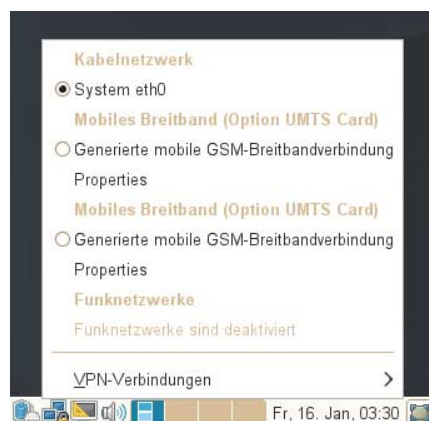 Kabelnetzwerk
System eth0
Mobiles Breitband (Option UMTS Card)
Generierte mobile GSM-Breitbandverbindung
Properties
Mobiles Breitband (Option UMTS Card)
Generierte mobile GSM-Breitbandverbindung
Properties
Funknetzwerke
Funknetzwerke sind deaktiviert
VPN-Verbindungen
Fr, 16. Jan, 03:30